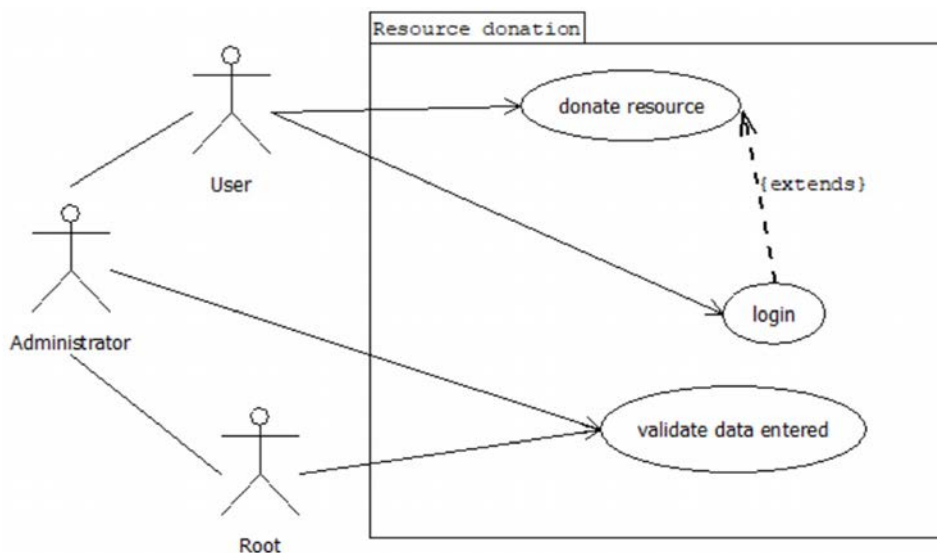 Resource donation
donate resource
User
{extends}
login
Administrator
validate data entered
Root